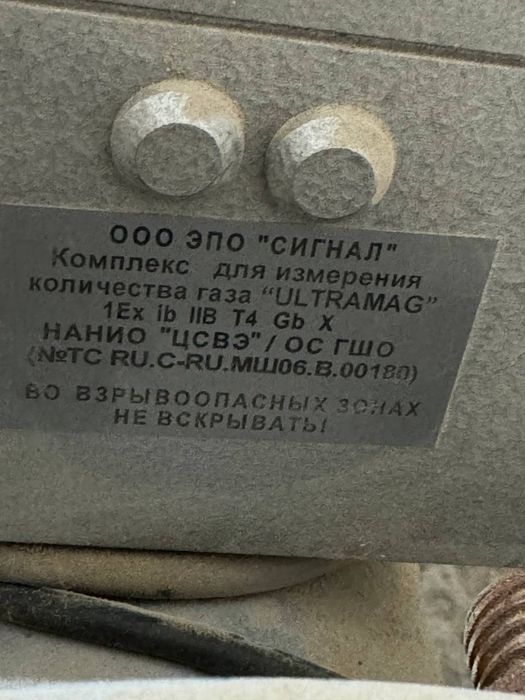 ООО ЭПО "СИГНАЛ"
Комплекс для измерения
количества газа “ULTRAMAG”
1Ex ib IIB T4 Gb X
НАНИО "ЦСВЭ" / ОС ГШО
(№ТС RU.C-RU.МШ06.В.00180)
ВО ВЗРЫВООПАСНЫХ ЗОНАХ
НЕ ВСКРЫВАТЬ!